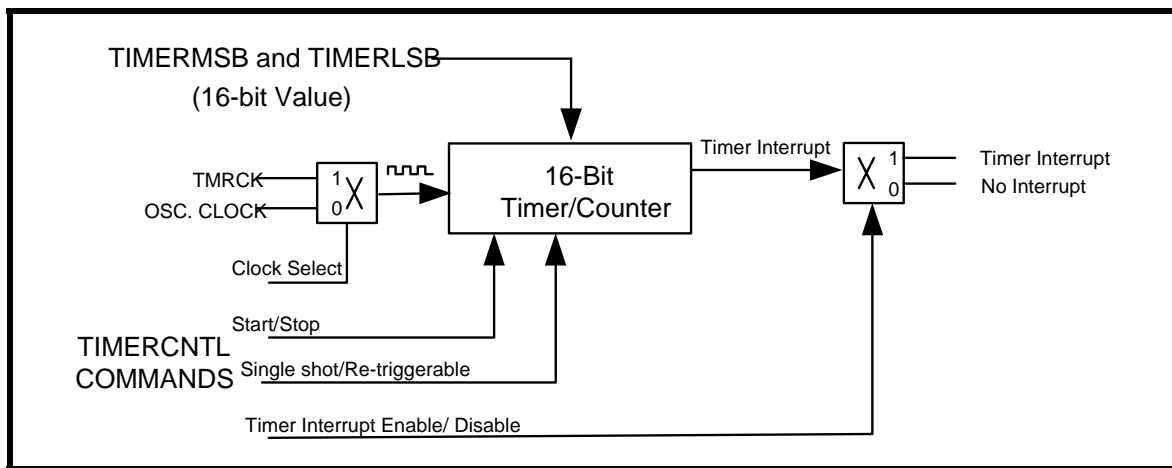 TIMERMSB and TIMERLSB
(16-bit Value)
Timer Interrupt
TMRCK
OSC. CLOCK
1
0
X
16-Bit
Timer/Counter
X
1
0
Timer Interrupt
No Interrupt
Clock Select
Start/Stop
TIMERCNTL
COMMANDS
Single shot/Re-triggerable
Timer Interrupt Enable/ Disable